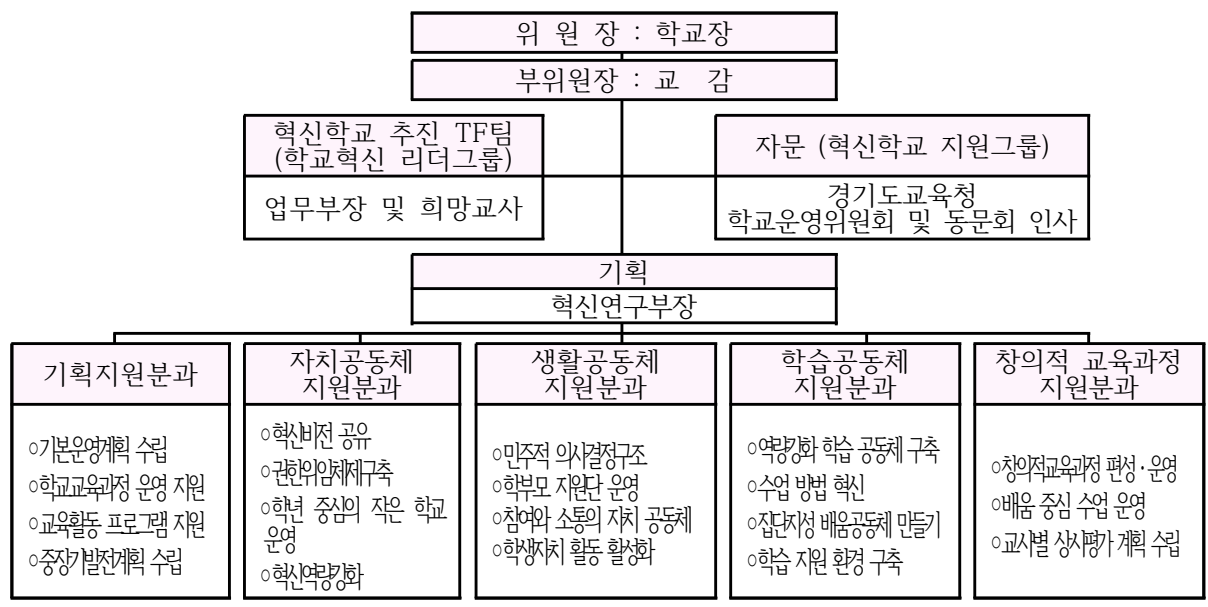 위 원 장 : 학교장
부위원장 : 교 감
혁신학교 추진 TF팀
(학교혁신 리더그룹)
업무부장 및 희망교사
자문 (혁신학교 지원그룹)
경기도교육청
학교운영위원회 및 동문회 인사
기획
혁신연구부장
기획지원분과
○기본운영계획 수립
○학교교육과정 운영 지원
○교육활동 프로그램 지원
○중장기발전계획 수립
자치공동체
지원분과
○혁신비전 공유
○권한위임체제구축
○학년 중심의 작은 학교
운영
○혁신역량강화
생활공동체
지원분과
○민주적 의사결정구조
○학부모 지원단 운영
○참여와 소통의 자치 공동체
○학생자치 활동 활성화
학습공동체
지원분과
○역량강화 학습 공동체 구축
○수업 방법 혁신
○집단지성 배움공동체 만들기
○학습 지원 환경 구축
창의적 교육과정
지원분과
○창의적교육과정 편성·운영
○배움 중심 수업 운영
○교사별 상시평가 계획 수립